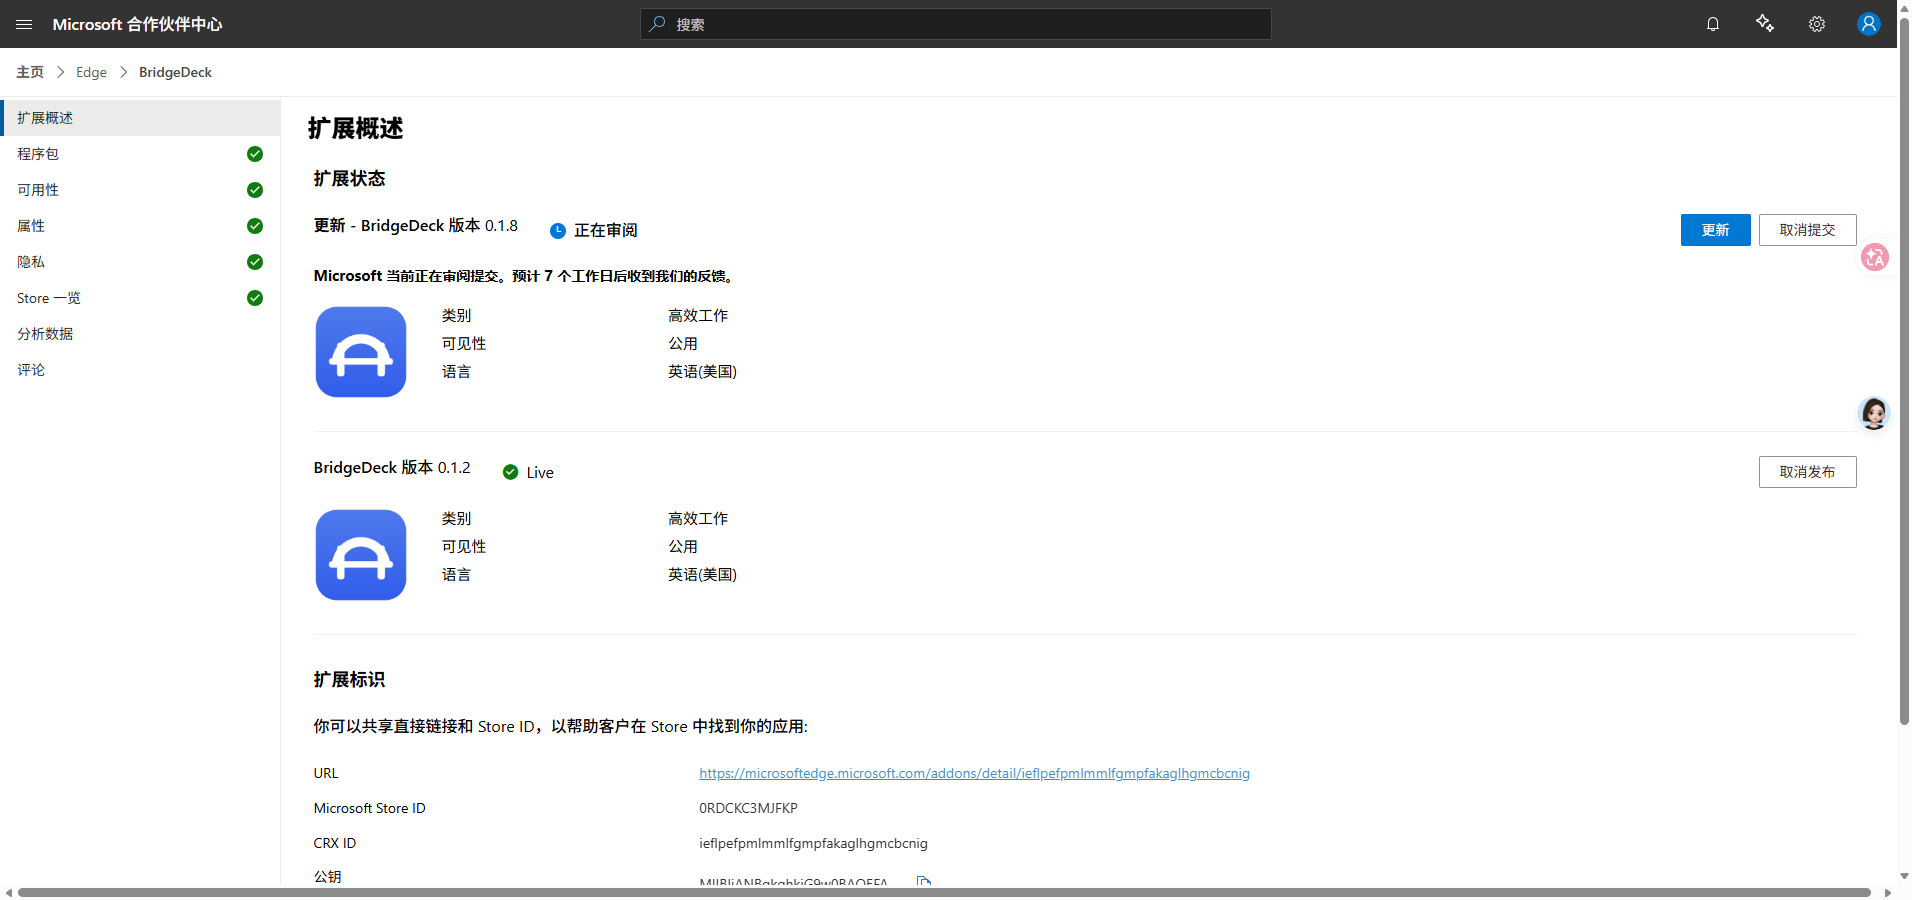 Microsoft 合作伙伴中心
搜索
主页 Edge BridgeDeck
扩展概述
程序包
可用性
属性
隐私
Store 一览
分析数据
评论
扩展概述
扩展状态
更新 - BridgeDeck 版本 0.1.8 正在审阅
更新 取消提交
Microsoft 当前正在审阅提交。预计 7 个工作日后收到我们的反馈。
类别 高效工作
可见性 公用
语言 英语(美国)
BridgeDeck 版本 0.1.2 Live
取消发布
类别 高效工作
可见性 公用
语言 英语(美国)
扩展标识
你可以共享直接链接和 Store ID，以帮助客户在 Store 中找到你的应用:
URL https://microsoftedge.microsoft.com/addons/detail/ieflpefpmlmmlfgmpfakaglhgmcbcnig
Microsoft Store ID 0RDCKC3MJFKP
CRX ID ieflpefpmlmmlfgmpfakaglhgmcbcnig
公钥